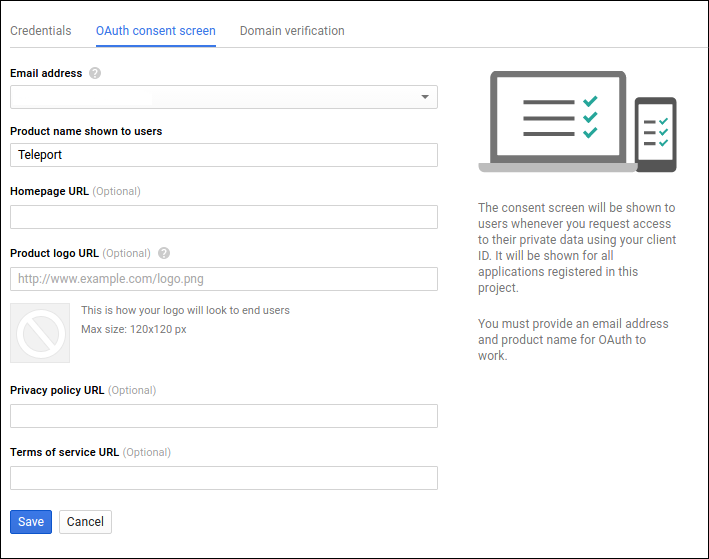 Credentials OAuth consent screen Domain verification
Email address ?
Product name shown to users
Teleport
Homepage URL (Optional)
Product logo URL (Optional) ?
http://www.example.com/logo.png
This is how your logo will look to end users
Max size: 120x120 px
Privacy policy URL (Optional)
Terms of service URL (Optional)
Save Cancel
The consent screen will be shown to
users whenever you request access
to their private data using your client
ID. It will be shown for all
applications registered in this
project.
You must provide an email address
and product name for OAuth to
work.